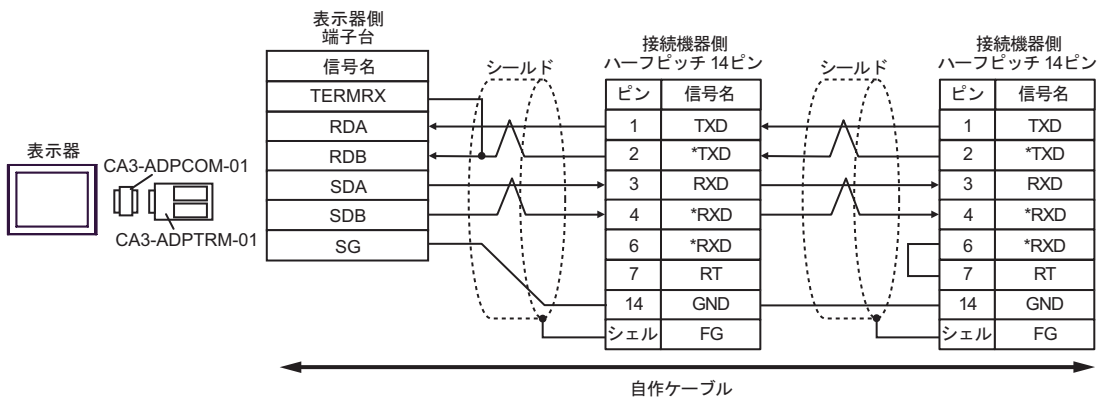 表示器
CA3-ADPCOM-01
CA3-ADPTRM-01
表示器側
端子台
信号名
TERMRX
RDA
RDB
SDA
SDB
SG
シールド
接続機器側
ハーフピッチ 14ピン
ピン 信号名
1 TXD
2 *TXD
3 RXD
4 *RXD
6 *RXD
7 RT
14 GND
シェル FG
シールド
接続機器側
ハーフピッチ 14ピン
ピン 信号名
1 TXD
2 *TXD
3 RXD
4 *RXD
6 *RXD
7 RT
14 GND
シェル FG
自作ケーブル